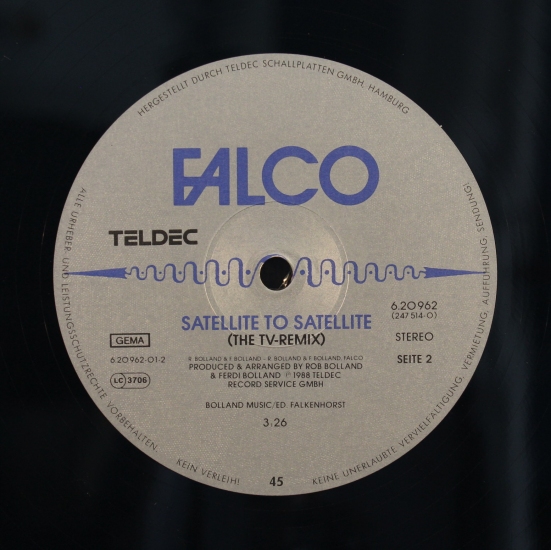 HERGESTELLT DURCH TELDEC SCHALLPLATTEN GMBH, HAMBURG
FALCO
TELDEC
SATELLITE TO SATELLITE
(THE TV-REMIX)
6.20962
(247 514-0)
STEREO
SEITE 2
GEMA
6 20 962-01-2
LC 3706
R. BOLLAND & F. BOLLAND – R. BOLLAND & F. BOLLAND, FALCO
PRODUCED & ARRANGED BY ROB BOLLAND
& FERDI BOLLAND ℗ 1988 TELDEC
RECORD SERVICE GMBH
BOLLAND MUSIC/ED. FALKENHORST
3:26
45
ALLE URHEBER- UND LEISTUNGSSCHUTZRECHTE VORBEHALTEN
KEIN VERLEIH!
KEINE UNERLAUBTE VERVIELFÄLTIGUNG, VERMIETUNG, AUFFÜHRUNG, SENDUNG!